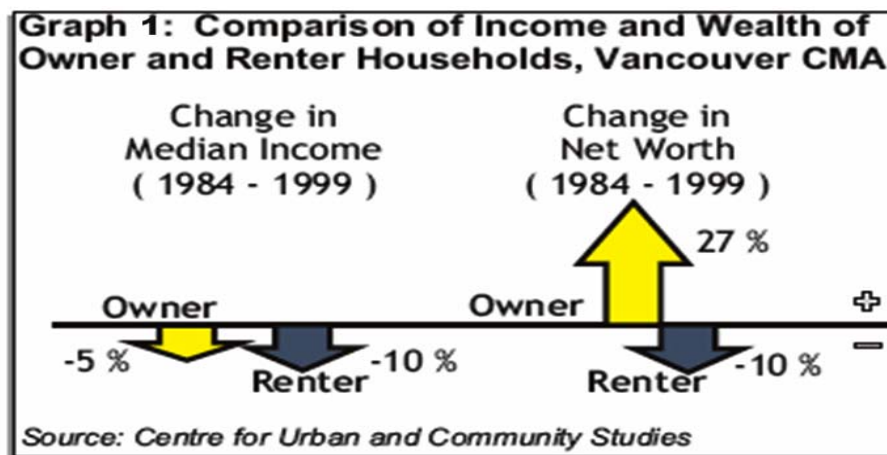 Graph 1: Comparison of Income and Wealth of
Owner and Renter Households, Vancouver CMA
Change in
Median Income
( 1984 - 1999 )
Change in
Net Worth
( 1984 - 1999 )
27 %
Owner
Owner
+
-5 %
-10 %
Renter
–
-10 %
Renter
Source: Centre for Urban and Community Studies